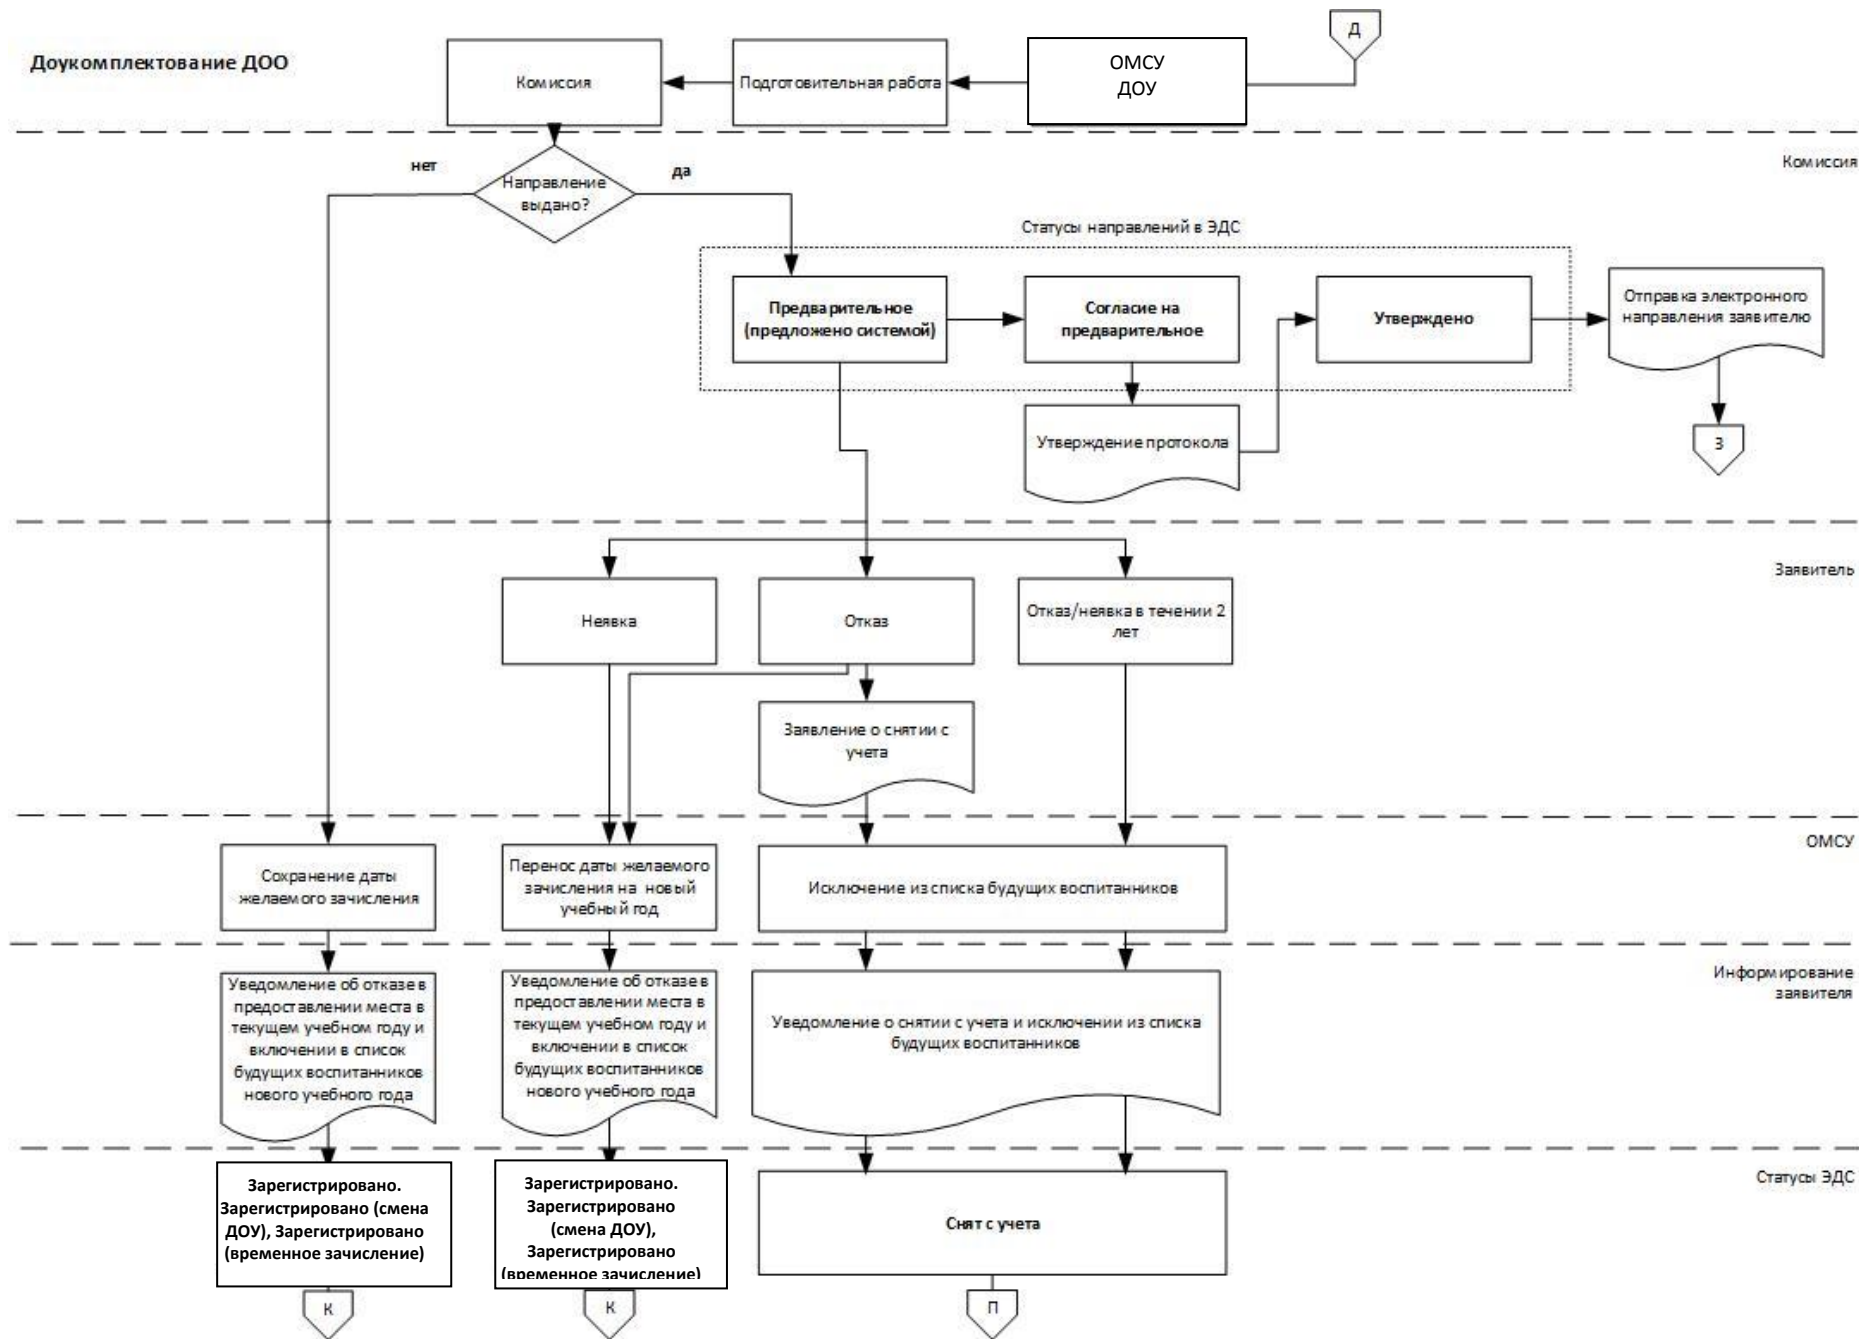 Доукомплектование ДОО
Комиссия
Подготовительная работа
ОМСУ
ДОУ
Д
Комиссия
нет
да
Направление
выдано?
Статусы направлений в ЭДС
Предварительное
(предложено системой)
Согласие на
предварительное
Утверждено
Отправка электронного
направления заявителю
Утверждение протокола
З
Заявитель
Неявка
Отказ
Отказ/неявка в течении 2
лет
Заявление о снятии с
учета
ОМСУ
Сохранение даты
желаемого зачисления
Перенос даты желаемого
зачисления на новый
учебный год
Исключение из списка будущих воспитанников
Информирование
заявителя
Уведомление об отказе в
предоставлении места в
текущем учебном году и
включении в список
будущих воспитанников
нового учебного года
Уведомление об отказе в
предоставлении места в
текущем учебном году и
включении в список
будущих воспитанников
нового учебного года
Уведомление о снятии с учета и исключении из списка
будущих воспитанников
Статусы ЭДС
Зарегистрировано.
Зарегистрировано (смена
ДОУ), Зарегистрировано
(временное зачисление)
Зарегистрировано.
Зарегистрировано
(смена ДОУ),
Зарегистрировано
(временное зачисление)
Снят с учета
К
К
П